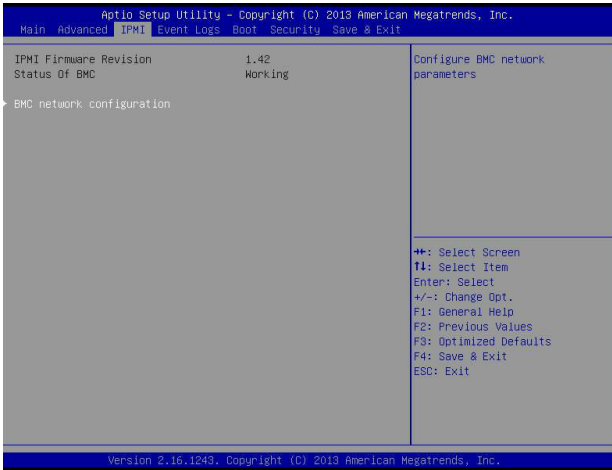 Aptio Setup Utility – Copyright (C) 2013 American Megatrends, Inc.
Main Advanced IPMI Event Logs Boot Security Save & Exit
IPMI Firmware Revision 1.42
Status Of BMC Working
BMC network configuration
Configure BMC network
parameters
→←: Select Screen
↑↓: Select Item
Enter: Select
+/-: Change Opt.
F1: General Help
F2: Previous Values
F3: Optimized Defaults
F4: Save & Exit
ESC: Exit
Version 2.16.1243. Copyright (C) 2013 American Megatrends, Inc.